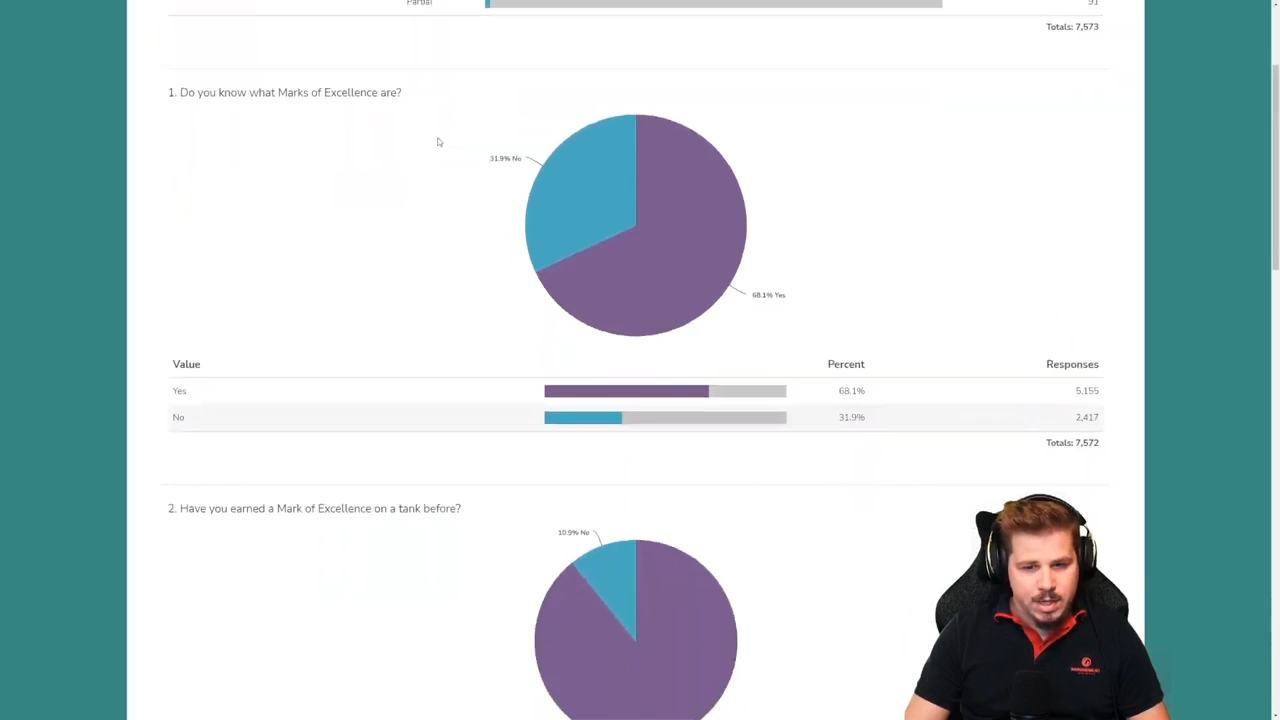 Partial 91
Totals: 7,573
1. Do you know what Marks of Excellence are?
31.9% No
68.1% Yes
Value Percent Responses
Yes 68.1% 5,155
No 31.9% 2,417
Totals: 7,572
2. Have you earned a Mark of Excellence on a tank before?
10.9% No